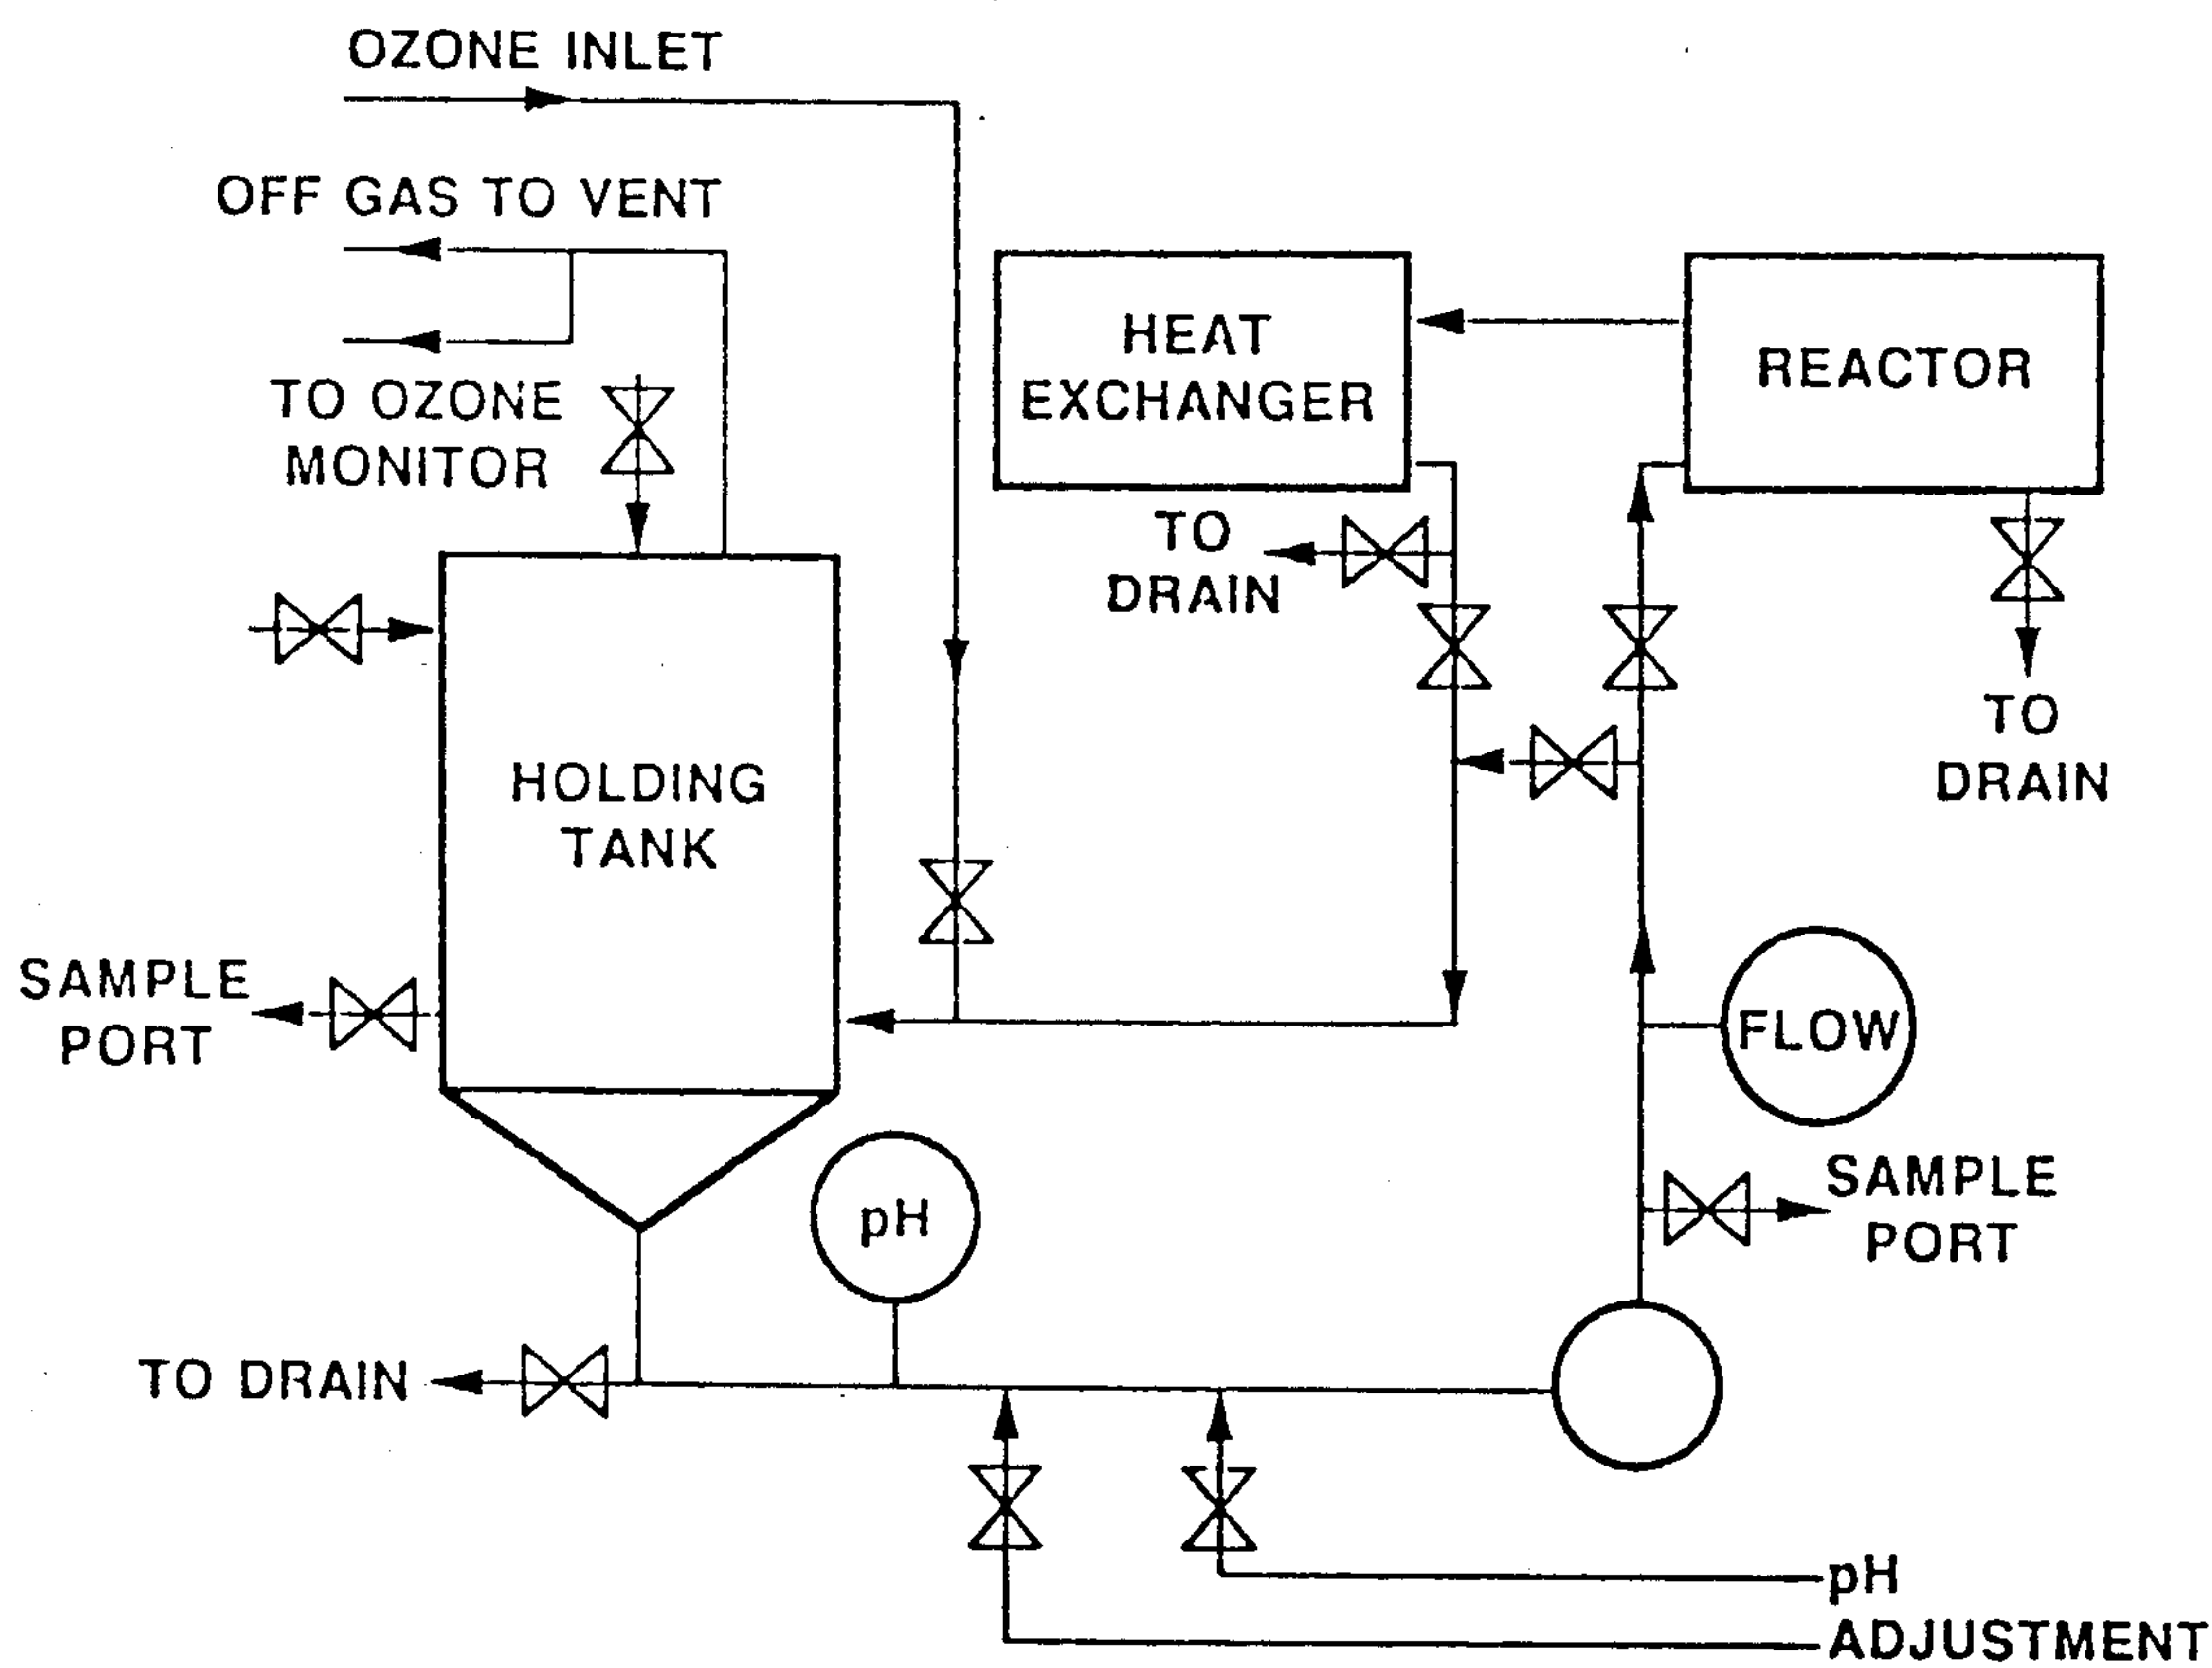 OZONE INLET
OFF GAS TO VENT
TO OZONE
MONITOR
HEAT
EXCHANGER
REACTOR
TO
DRAIN
TO
DRAIN
HOLDING
TANK
SAMPLE
PORT
FLOW
pH
SAMPLE
PORT
TO DRAIN
pH
ADJUSTMENT